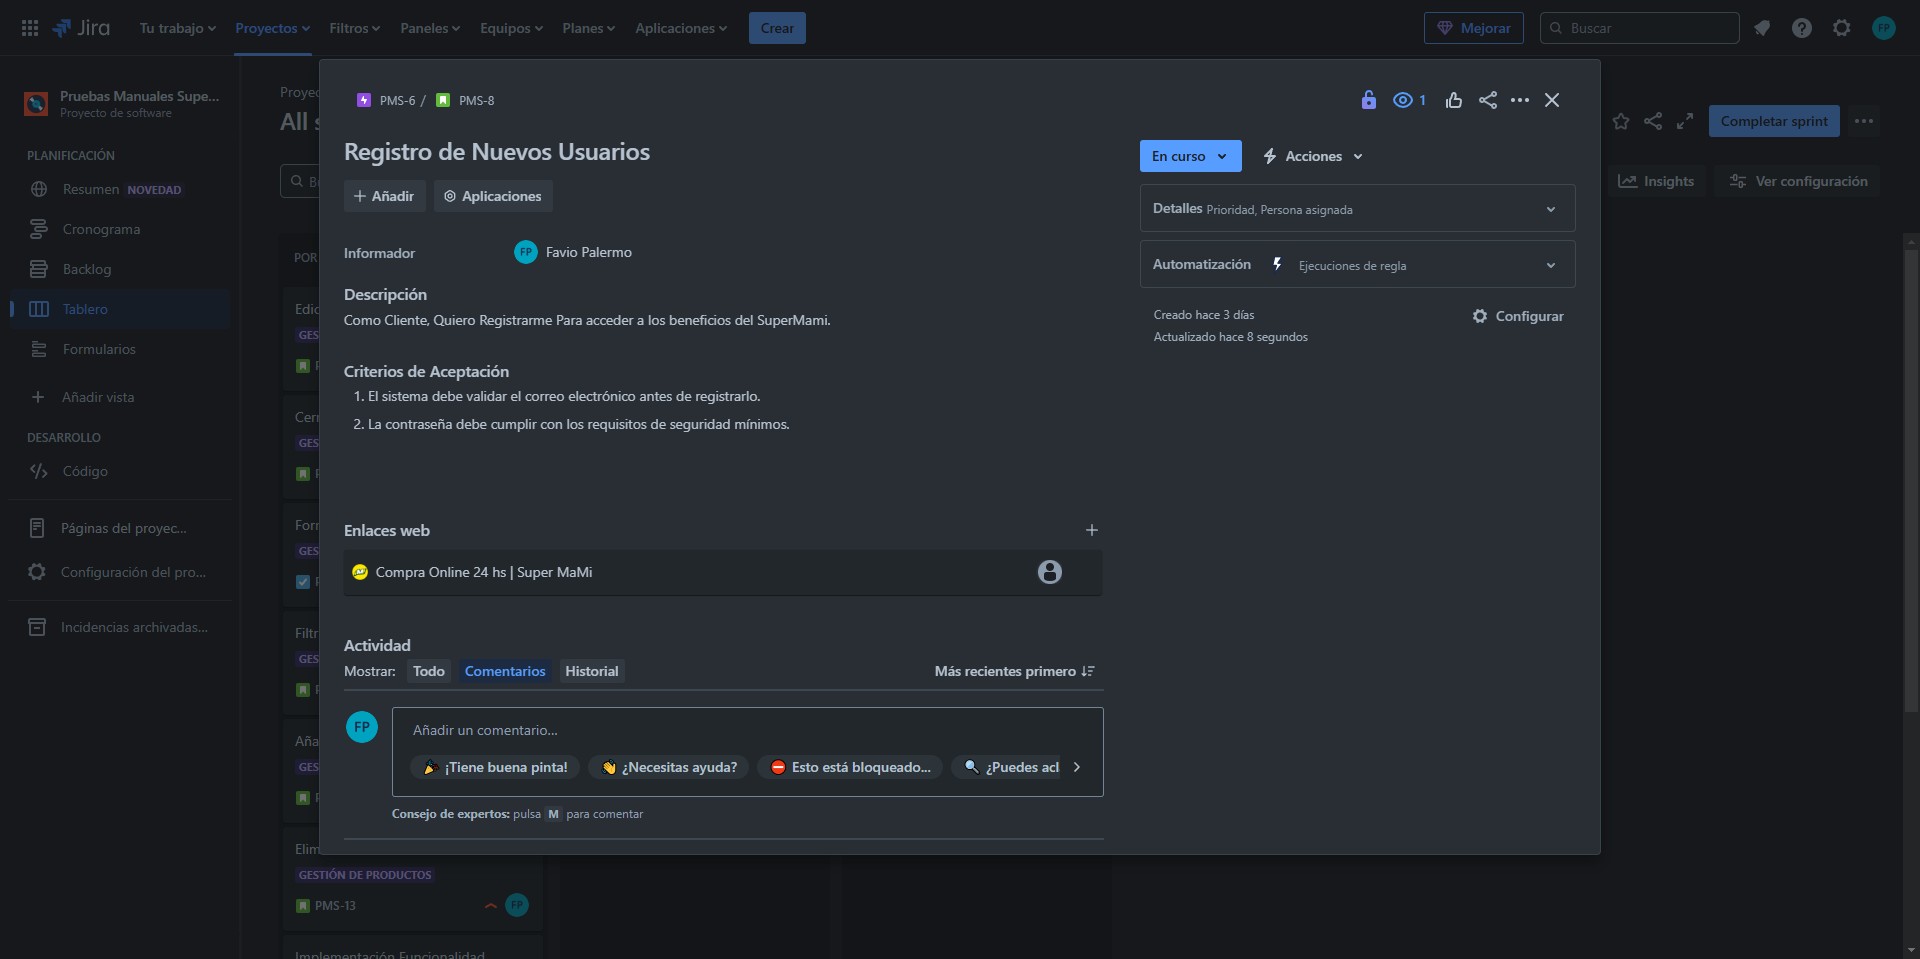 Jira
Tu trabajo
Proyectos
Filtros
Paneles
Equipos
Planes
Aplicaciones
Crear
Mejorar
Buscar
FP
Pruebas Manuales Supe...
Proyecto de software
PLANIFICACIÓN
Resumen NOVEDAD
Cronograma
Backlog
Tablero
Formularios
Añadir vista
DESARROLLO
Código
Páginas del proyec...
Configuración del pro...
Incidencias archivadas...
Proyec
All s
Completar sprint
Insights
Ver configuración
POR
Edic
GES
Cerr
GES
Forr
GES
Filtr
GES
Aña
GES
Elim
GESTIÓN DE PRODUCTOS
PMS-13
FP
Implementación Funcionalidad
PMS-6 / PMS-8
1
Registro de Nuevos Usuarios
Añadir
Aplicaciones
Informador
FP Favio Palermo
Descripción
Como Cliente, Quiero Registrarme Para acceder a los beneficios del SuperMami.
Criterios de Aceptación
1. El sistema debe validar el correo electrónico antes de registrarlo.
2. La contraseña debe cumplir con los requisitos de seguridad mínimos.
Enlaces web
Compra Online 24 hs | Super MaMi
Actividad
Mostrar: Todo Comentarios Historial
Más recientes primero
FP
Añadir un comentario...
¡Tiene buena pinta!
¿Necesitas ayuda?
Esto está bloqueado...
¿Puedes acl
Consejo de expertos: pulsa M para comentar
En curso
Acciones
Detalles Prioridad, Persona asignada
Automatización Ejecuciones de regla
Creado hace 3 días
Actualizado hace 8 segundos
Configurar